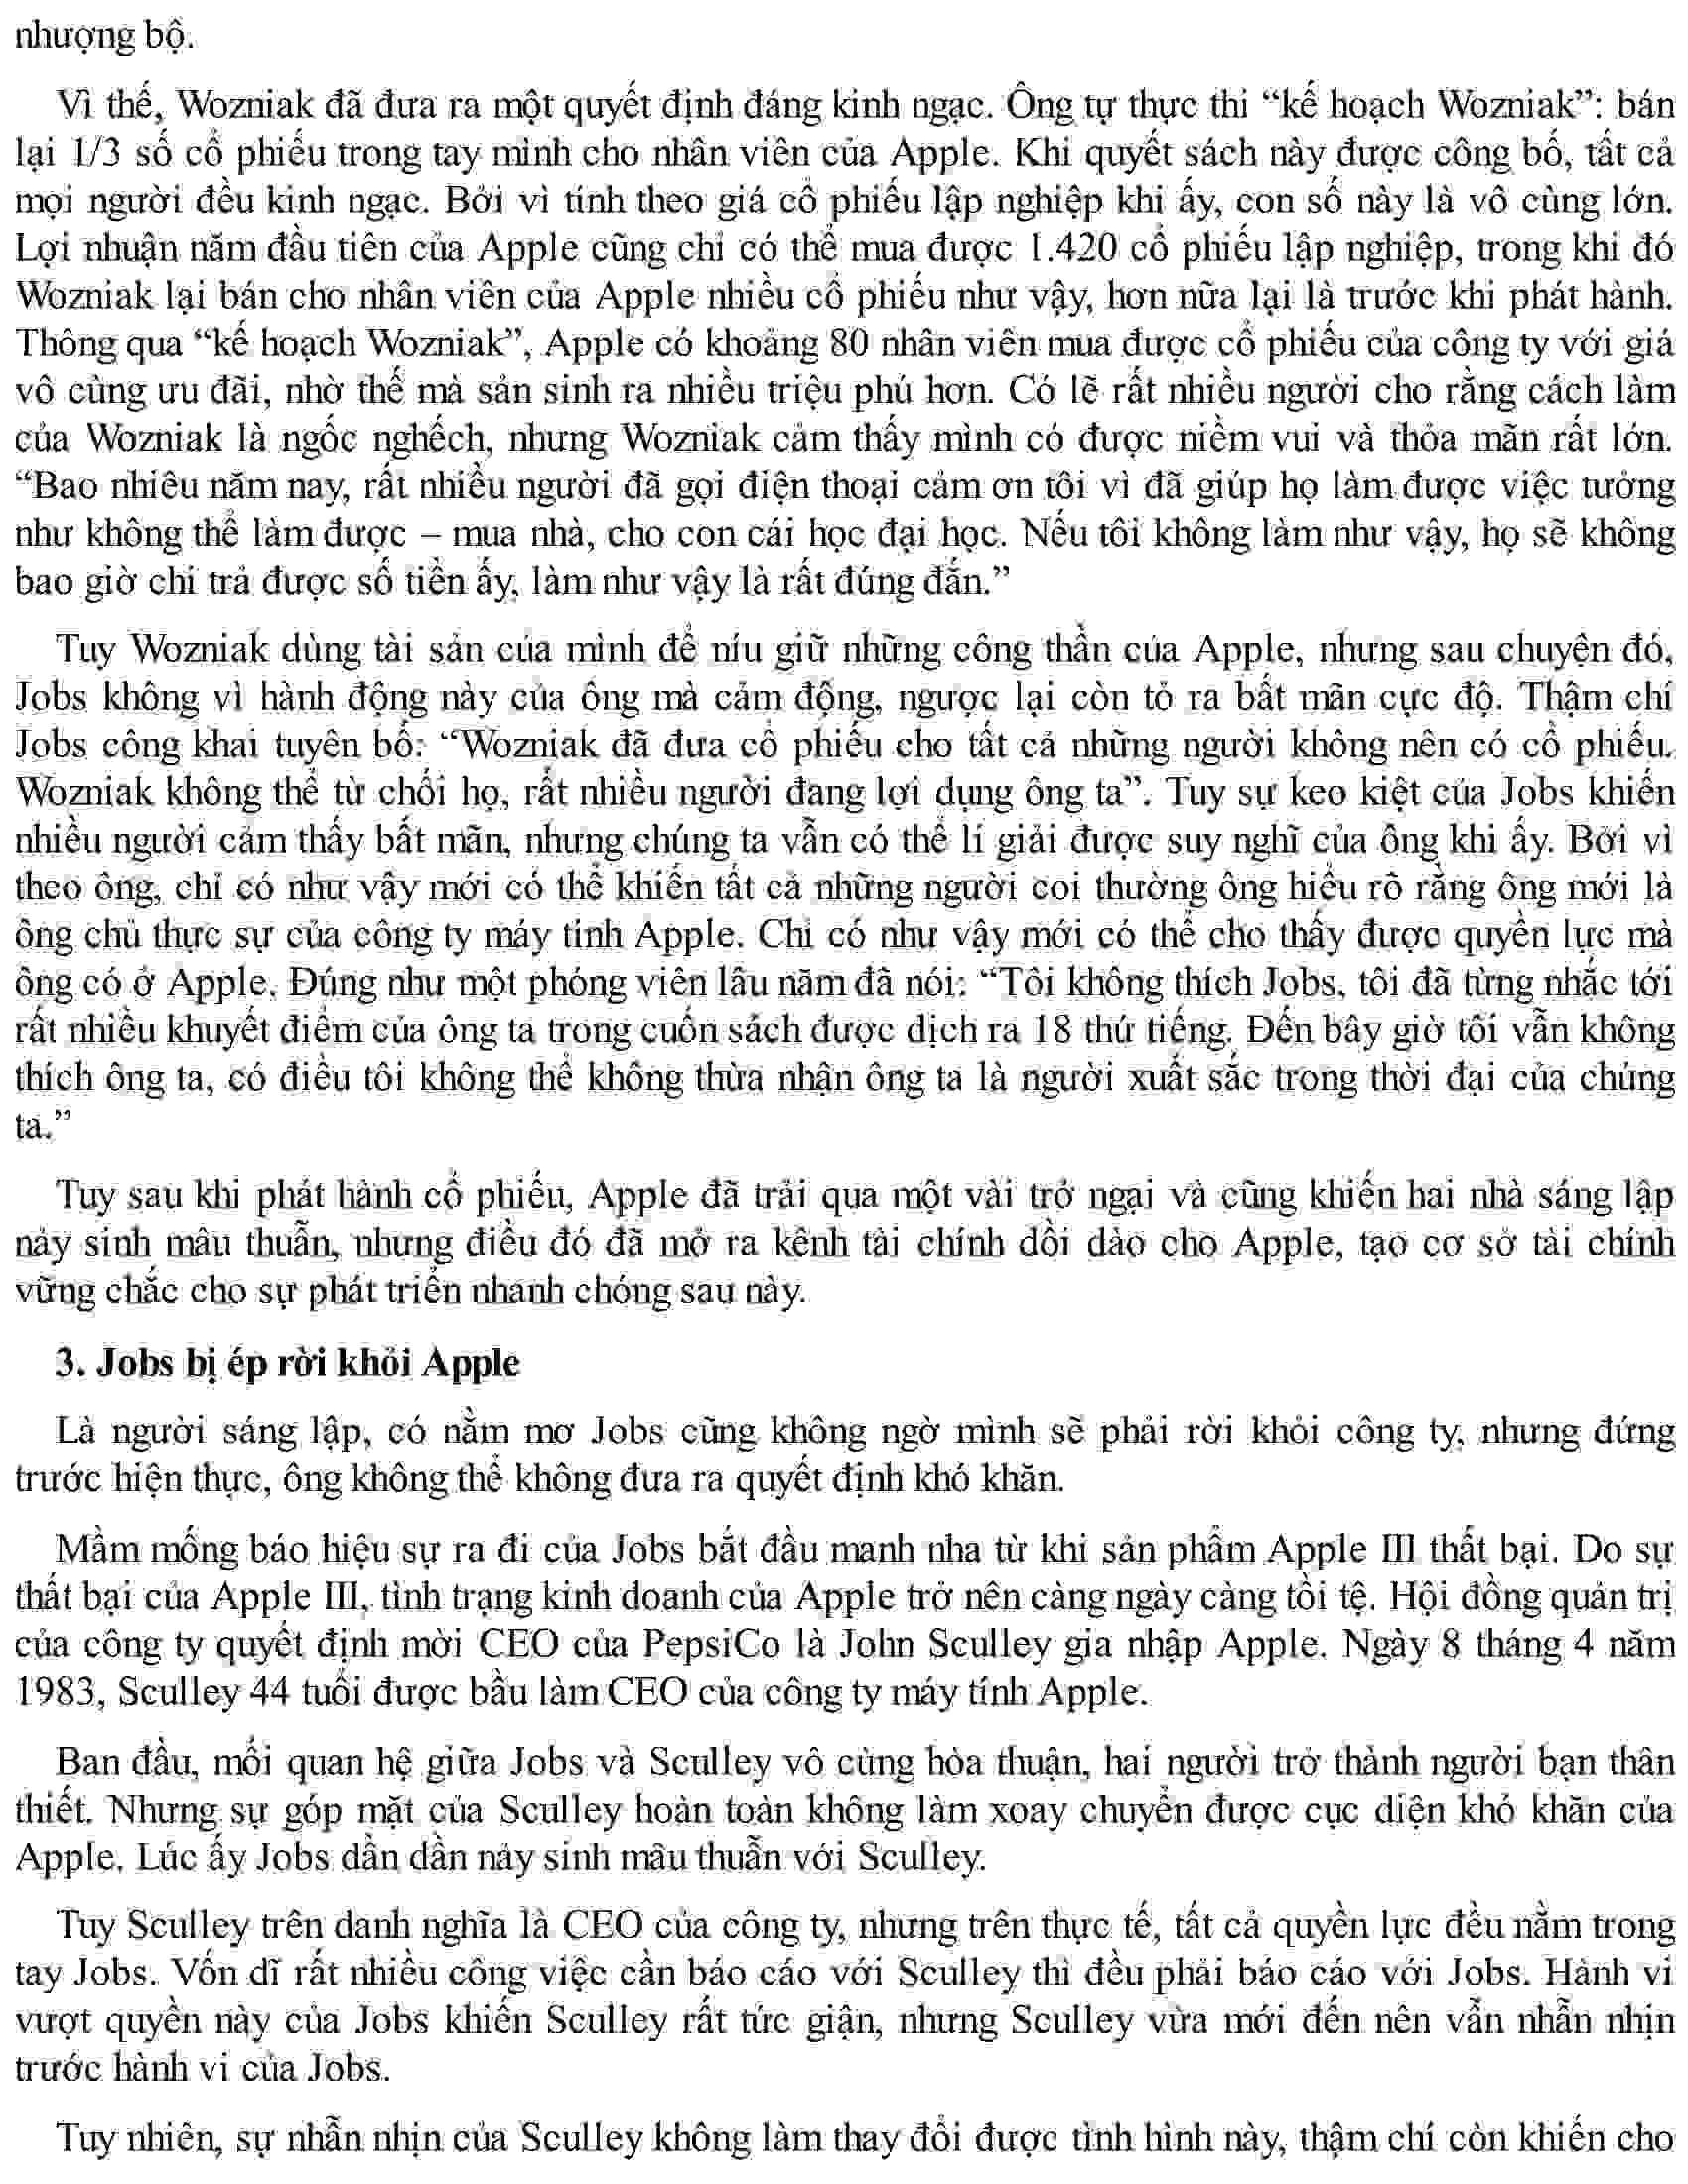 nhượng bộ.
Vì thế, Wozniak đã đưa ra một quyết định đáng kinh ngạc. Ông tự thực thi “kế hoạch Wozniak”: bán
lại 1/3 số cổ phiếu trong tay mình cho nhân viên của Apple. Khi quyết sách này được công bố, tất cả
mọi người đều kinh ngạc. Bởi vì tính theo giá cổ phiếu lập nghiệp khi ấy, con số này là vô cùng lớn.
Lợi nhuận năm đầu tiên của Apple cũng chỉ có thể mua được 1.420 cổ phiếu lập nghiệp, trong khi đó
Wozniak lại bán cho nhân viên của Apple nhiều cổ phiếu như vậy, hơn nữa lại là trước khi phát hành.
Thông qua “kế hoạch Wozniak”, Apple có khoảng 80 nhân viên mua được cổ phiếu của công ty với giá
vô cùng ưu đãi, nhờ thế mà sản sinh ra nhiều triệu phú hơn. Có lẽ rất nhiều người cho rằng cách làm
của Wozniak là ngốc nghếch, nhưng Wozniak cảm thấy mình có được niềm vui và thỏa mãn rất lớn.
“Bao nhiêu năm nay, rất nhiều người đã gọi điện thoại cảm ơn tôi vì đã giúp họ làm được việc tưởng
như không thể làm được – mua nhà, cho con cái học đại học. Nếu tôi không làm như vậy, họ sẽ không
bao giờ chi trả được số tiền ấy, làm như vậy là rất đúng đắn.”
Tuy Wozniak dùng tài sản của mình để níu giữ những công thần của Apple, nhưng sau chuyện đó,
Jobs không vì hành động này của ông mà cảm động, ngược lại còn tỏ ra bất mãn cực độ. Thậm chí
Jobs công khai tuyên bố: “Wozniak đã đưa cổ phiếu cho tất cả những người không nên có cổ phiếu.
Wozniak không thể từ chối họ, rất nhiều người đang lợi dụng ông ta”. Tuy sự keo kiệt của Jobs khiến
nhiều người cảm thấy bất mãn, nhưng chúng ta vẫn có thể lí giải được suy nghĩ của ông khi ấy. Bởi vì
theo ông, chỉ có như vậy mới có thể khiến tất cả những người coi thường ông hiểu rõ rằng ông mới là
ông chủ thực sự của công ty máy tính Apple. Chỉ có như vậy mới có thể cho thấy được quyền lực mà
ông có ở Apple. Đúng như một phóng viên lâu năm đã nói: “Tôi không thích Jobs, tôi đã từng nhắc tới
rất nhiều khuyết điểm của ông ta trong cuốn sách được dịch ra 18 thứ tiếng. Đến bây giờ tôi vẫn không
thích ông ta, có điều tôi không thể không thừa nhận ông ta là người xuất sắc trong thời đại của chúng
ta.”
Tuy sau khi phát hành cổ phiếu, Apple đã trải qua một vài trở ngại và cũng khiến hai nhà sáng lập
nảy sinh mâu thuẫn, nhưng điều đó đã mở ra kênh tài chính dồi dào cho Apple, tạo cơ sở tài chính
vững chắc cho sự phát triển nhanh chóng sau này.
3. Jobs bị ép rời khỏi Apple
Là người sáng lập, có nằm mơ Jobs cũng không ngờ mình sẽ phải rời khỏi công ty, nhưng đứng
trước hiện thực, ông không thể không đưa ra quyết định khó khăn.
Mầm mống báo hiệu sự ra đi của Jobs bắt đầu manh nha từ khi sản phẩm Apple III thất bại. Do sự
thất bại của Apple III, tình trạng kinh doanh của Apple trở nên càng ngày càng tồi tệ. Hội đồng quản trị
của công ty quyết định mời CEO của PepsiCo là John Sculley gia nhập Apple. Ngày 8 tháng 4 năm
1983, Sculley 44 tuổi được bầu làm CEO của công ty máy tính Apple.
Ban đầu, mối quan hệ giữa Jobs và Sculley vô cùng hòa thuận, hai người trở thành người bạn thân
thiết. Nhưng sự góp mặt của Sculley hoàn toàn không làm xoay chuyển được cục diện khó khăn của
Apple. Lúc ấy Jobs dần dần nảy sinh mâu thuẫn với Sculley.
Tuy Sculley trên danh nghĩa là CEO của công ty, nhưng trên thực tế, tất cả quyền lực đều nằm trong
tay Jobs. Vốn dĩ rất nhiều công việc cần báo cáo với Sculley thì đều phải báo cáo với Jobs. Hành vi
vượt quyền này của Jobs khiến Sculley rất tức giận, nhưng Sculley vừa mới đến nên vẫn nhẫn nhịn
trước hành vi của Jobs.
Tuy nhiên, sự nhẫn nhịn của Sculley không làm thay đổi được tình hình này, thậm chí còn khiến cho